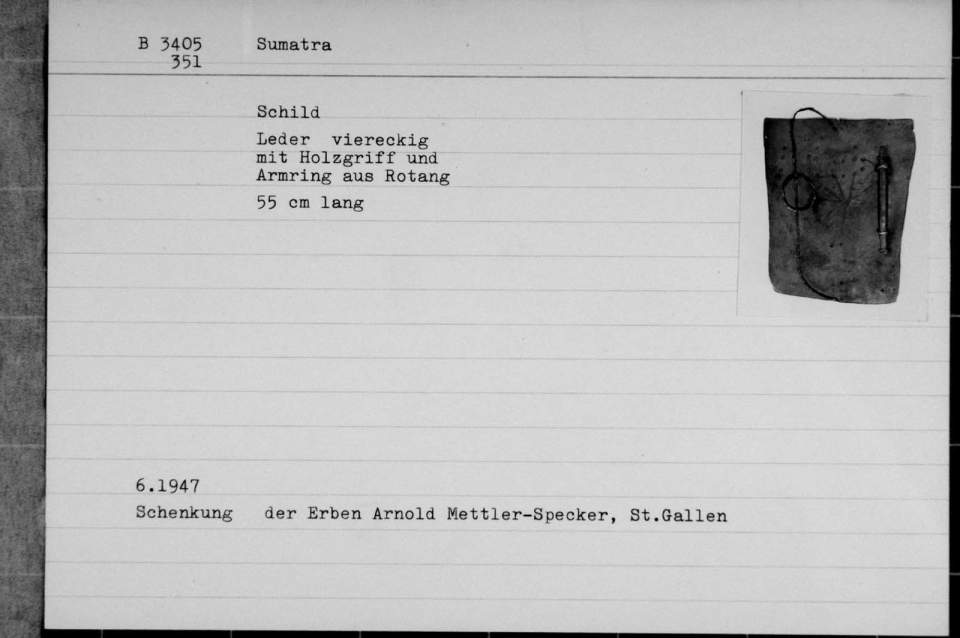 B 3405 Sumatra
351
Schild
Leder viereckig
mit Holzgriff und
Armring aus Rotang
55 cm lang
6.1947
Schenkung der Erben Arnold Mettler-Specker, St.Gallen